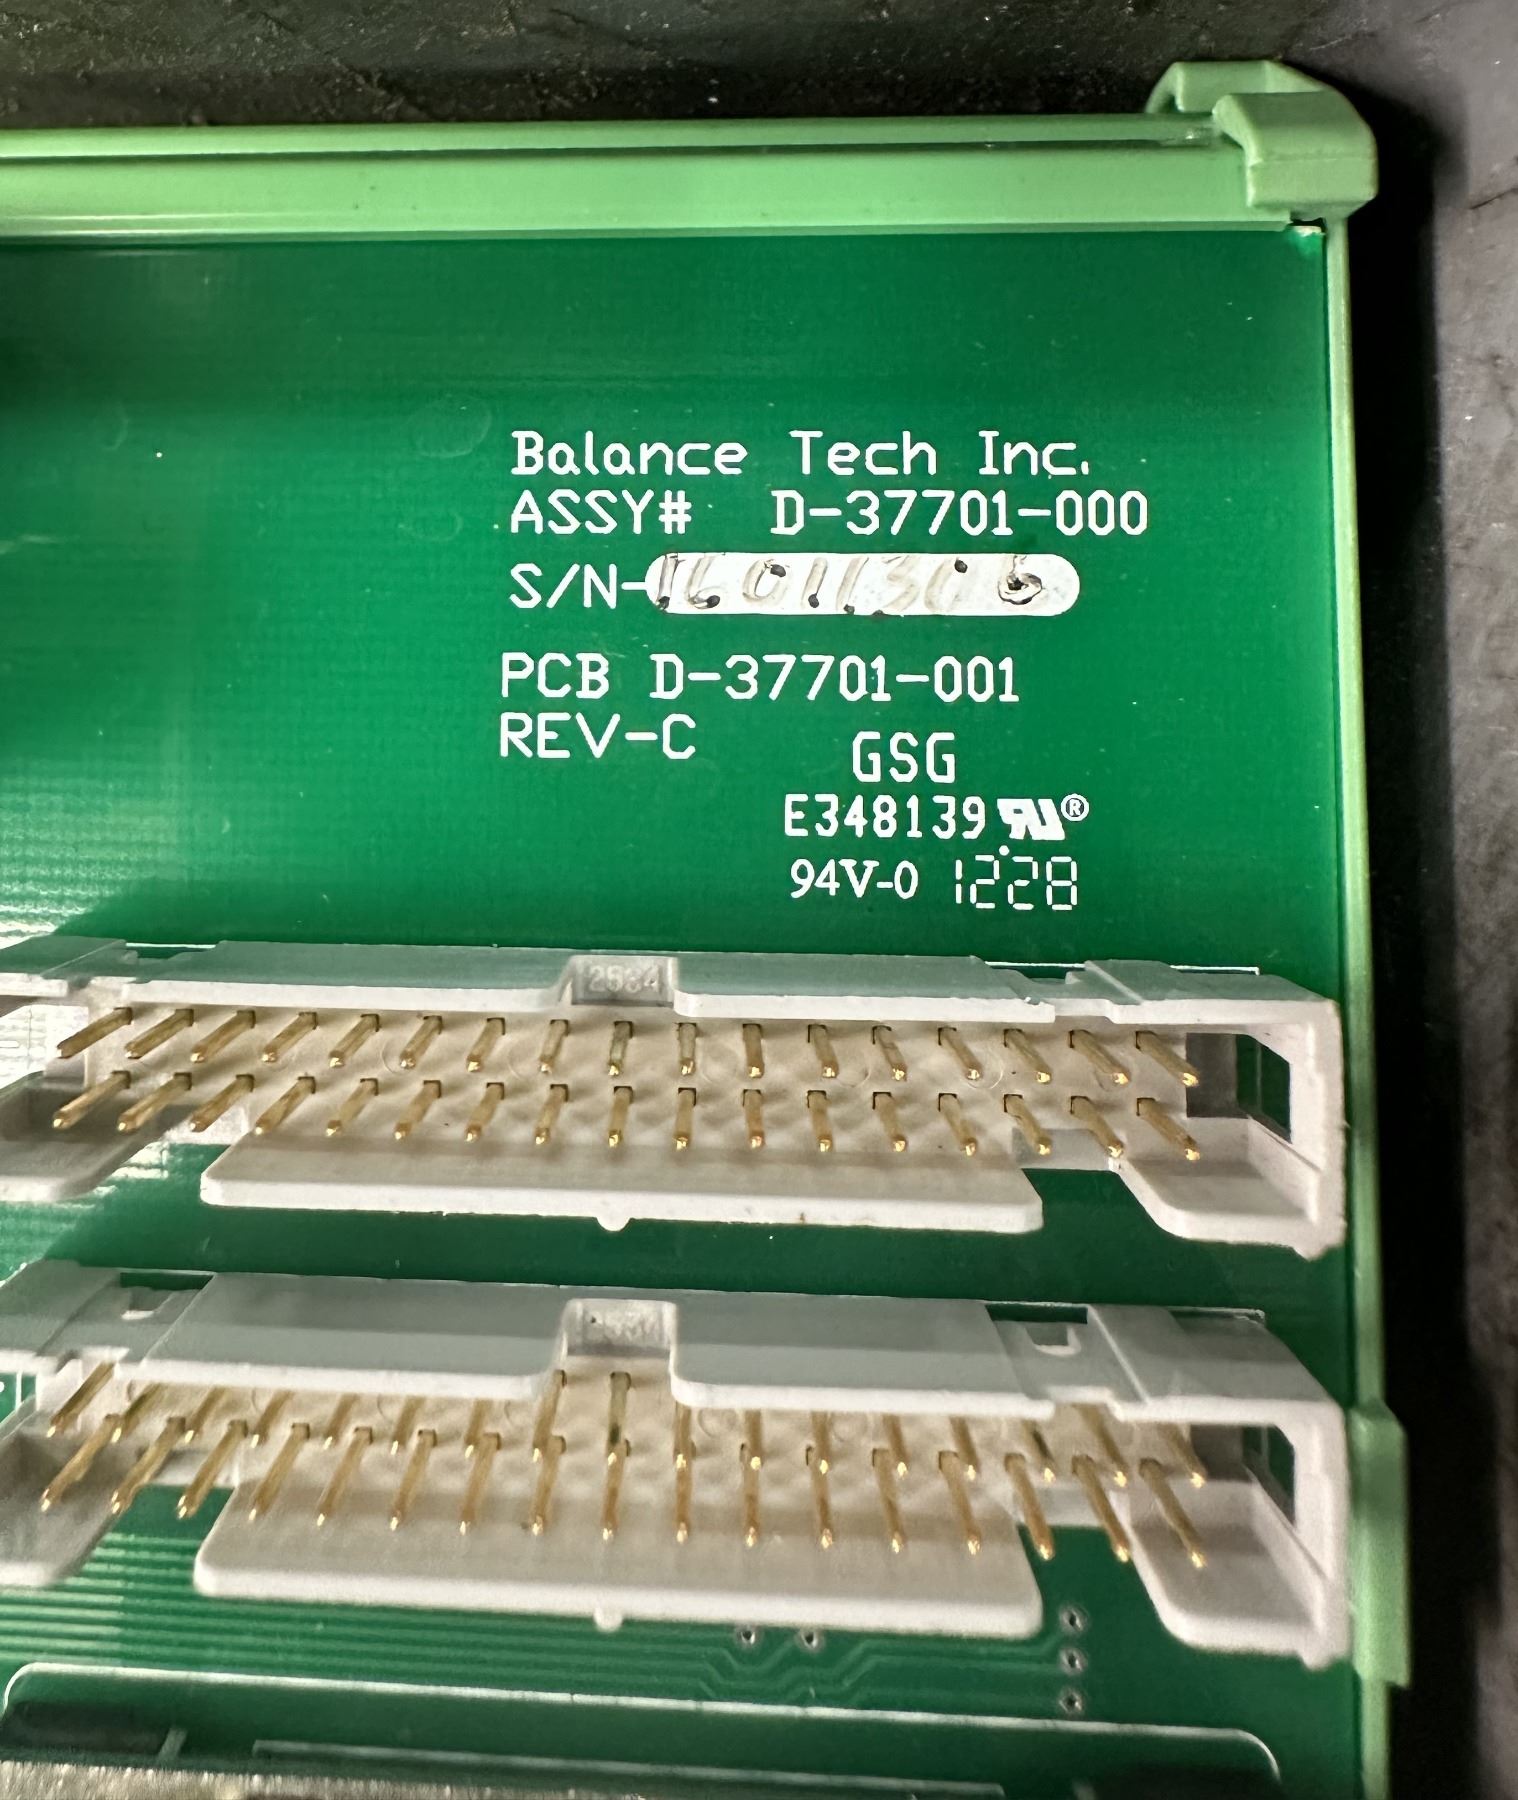 Balance Tech Inc.
ASSY# D-37701-000
S/N-
PCB D-37701-001
REV-C
GSG
E348139 ®
94V-0 1228